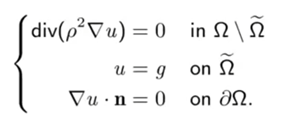 div(ρ²∇u) = 0 in Ω \ Ω̃
u = g on Ω̃
∇u · n = 0 on ∂Ω.